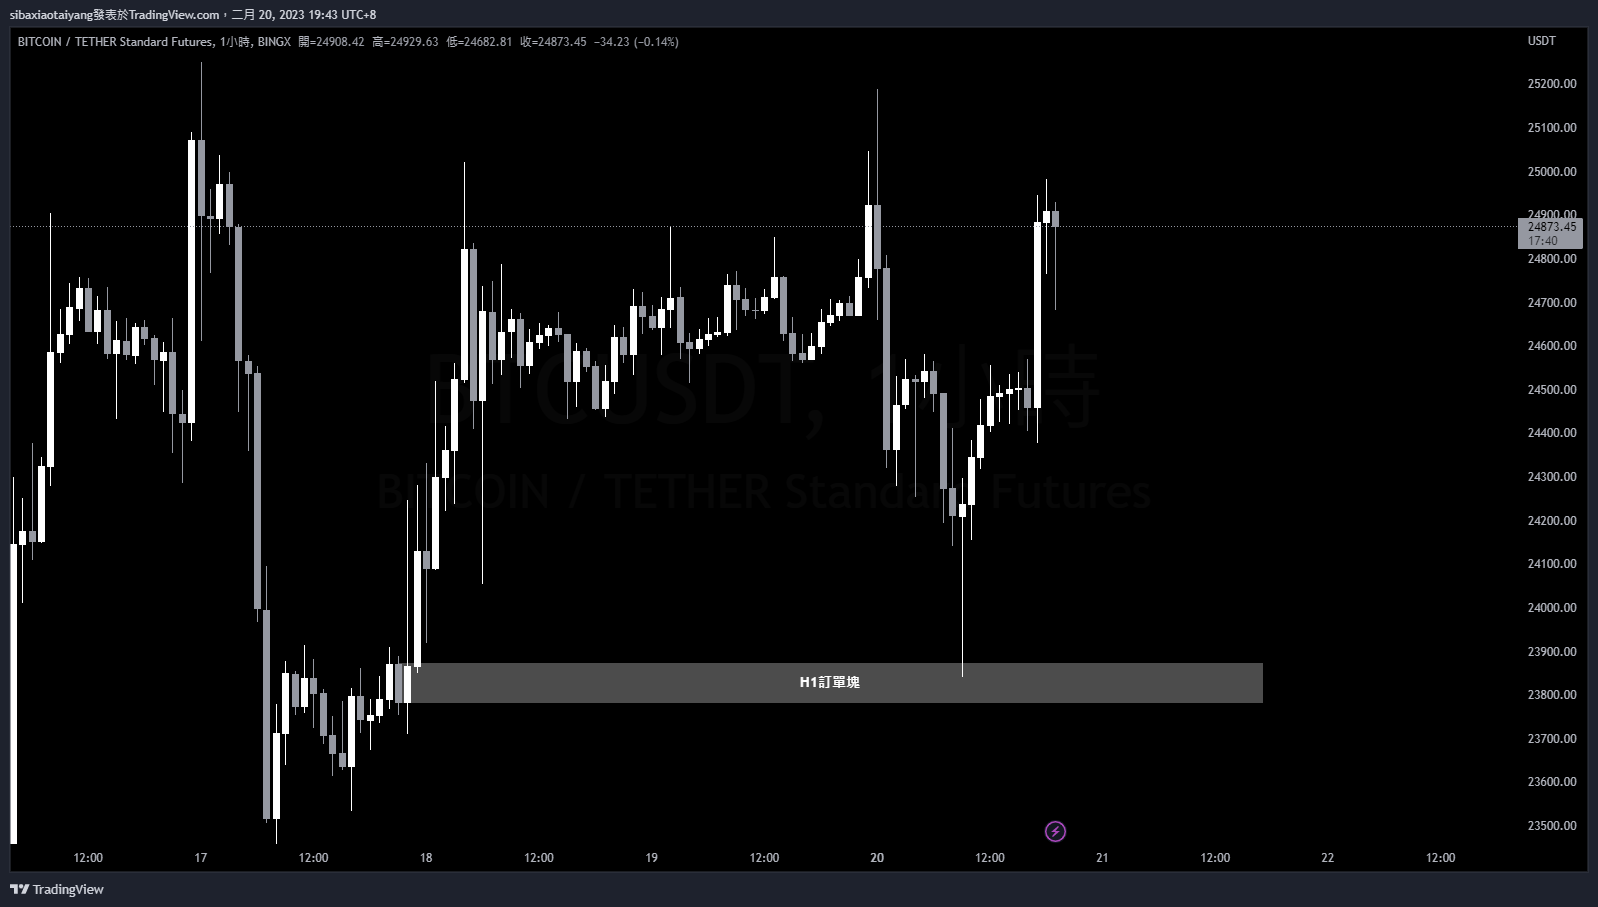 sibaxiaotaiyang發表於TradingView.com，二月 20, 2023 19:43 UTC+8
BITCOIN / TETHER Standard Futures, 1小時, BINGX 開=24908.42 高=24929.63 低=24682.81 收=24873.45 −34.23 (−0.14%)
USDT
25200.00
25100.00
25000.00
24900.00
24873.45
17:40
24800.00
24700.00
24600.00
24500.00
24400.00
24300.00
24200.00
24100.00
24000.00
23900.00
23800.00
23700.00
23600.00
23500.00
BTCUSDT, 1小時
BITCOIN / TETHER Standard Futures
H1訂單塊
12:00 17 12:00 18 12:00 19 12:00 20 12:00 21 12:00 22 12:00
TradingView